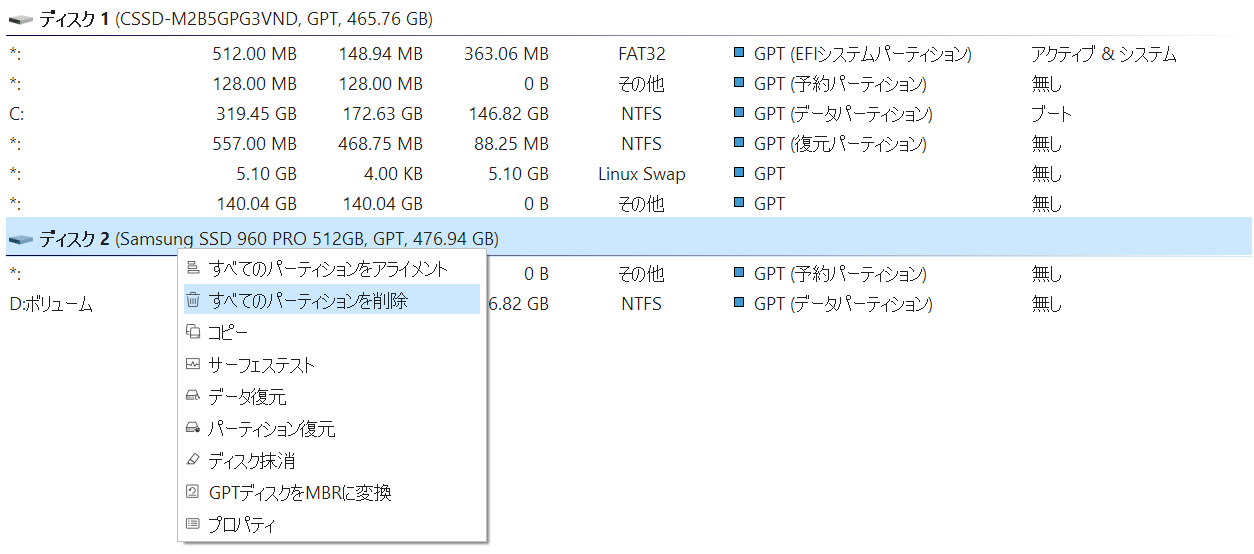 ディスク 1 (CSSD-M2B5GPG3VND, GPT, 465.76 GB)
*: 512.00 MB 148.94 MB 363.06 MB FAT32 GPT (EFIシステムパーティション) アクティブ & システム
*: 128.00 MB 128.00 MB 0 B その他 GPT (予約パーティション) 無し
C: 319.45 GB 172.63 GB 146.82 GB NTFS GPT (データパーティション) ブート
*: 557.00 MB 468.75 MB 88.25 MB NTFS GPT (復元パーティション) 無し
*: 5.10 GB 4.00 KB 5.10 GB Linux Swap GPT 無し
*: 140.04 GB 140.04 GB 0 B その他 GPT 無し
ディスク 2 (Samsung SSD 960 PRO 512GB, GPT, 476.94 GB)
*: 0 B その他 GPT (予約パーティション) 無し
D:ボリューム 6.82 GB NTFS GPT (データパーティション) 無し
すべてのパーティションをアライメント
すべてのパーティションを削除
コピー
サーフェステスト
データ復元
パーティション復元
ディスク抹消
GPTディスクをMBRに変換
プロパティ